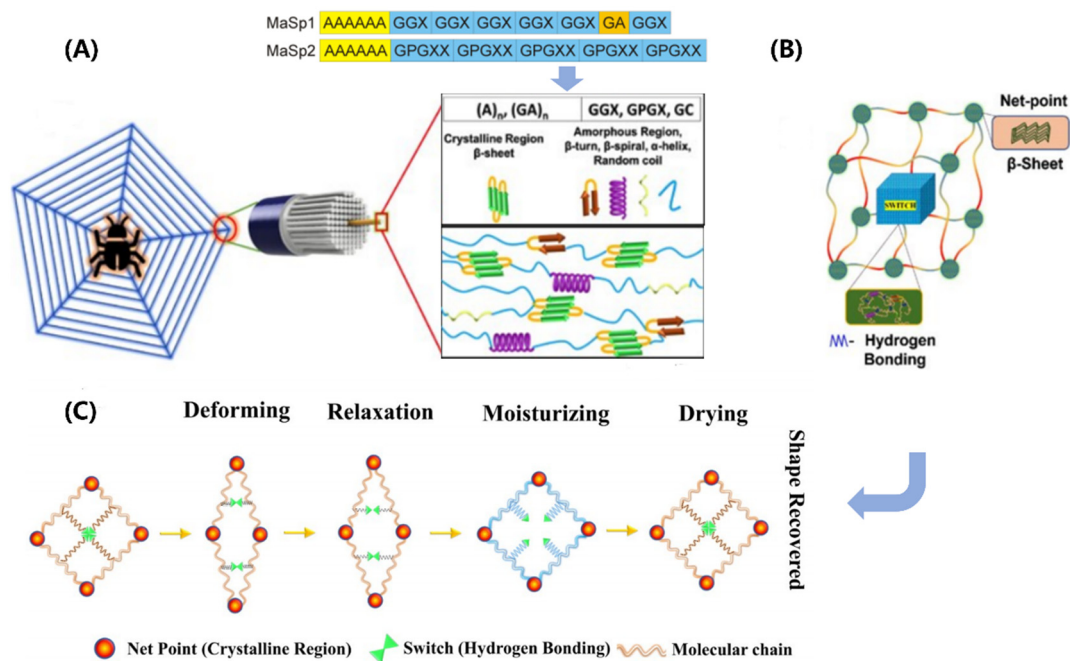 (A)
MaSp1 AAAAAA GGX GGX GGX GGX GGX GA GGX
MaSp2 AAAAAA GPGXX GPGXX GPGXX GPGXX GPGXX
(A)n, (GA)n
GGX, GPGX, GC
Crystalline Region
β-sheet
Amorphous Region,
β-turn, β-spiral, α-helix,
Random coil
(B)
Net-point
β-Sheet
SWITCH
- Hydrogen
Bonding
(C)
Deforming Relaxation Moisturizing Drying
Shape Recovered
Net Point (Crystalline Region) Switch (Hydrogen Bonding) Molecular chain